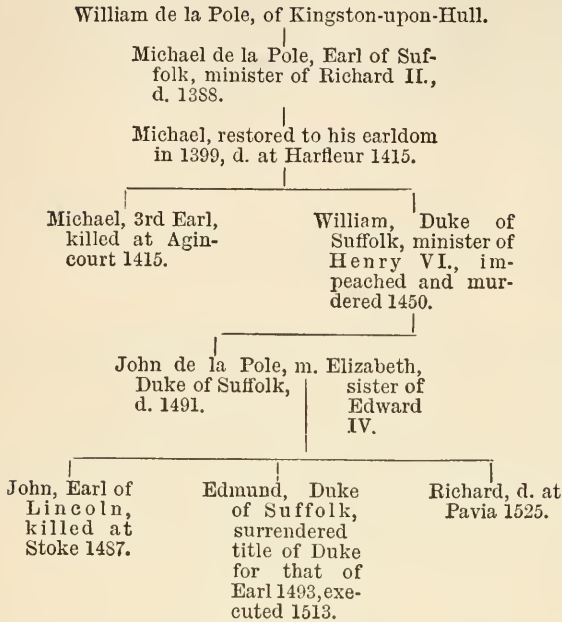 William de la Pole, of Kingston-upon-Hull.
Michael de la Pole, Earl of Suf-
folk, minister of Richard II.,
d. 1388.
Michael, restored to his earldom
in 1399, d. at Harfleur 1415.
Michael, 3rd Earl,
killed at Agin-
court 1415.
William, Duke of
Suffolk, minister of
Henry VI., im-
peached and mur-
dered 1450.
John de la Pole, m. Elizabeth,
Duke of Suffolk,
d. 1491.
sister of
Edward
IV.
John, Earl of
Lincoln,
killed at
Stoke 1487.
Edmund, Duke
of Suffolk,
surrendered
title of Duke
for that of
Earl 1493, exe-
cuted 1513.
Richard, d. at
Pavia 1525.